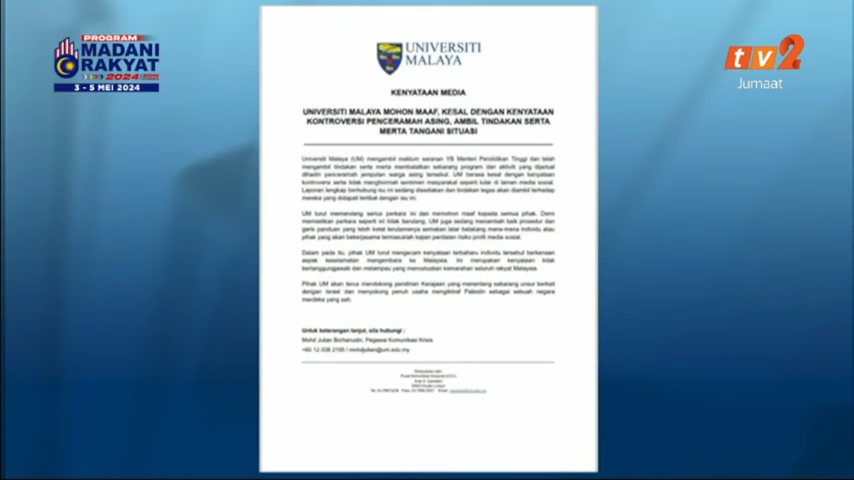 PROGRAM
MADANI
RAKYAT
2024
3 - 5 MEI 2024
tv2
Jumaat
UNIVERSITI
MALAYA
KENYATAAN MEDIA
UNIVERSITI MALAYA MOHON MAAF, KESAL DENGAN KENYATAAN
KONTROVERSI PENCERAMAH ASING, AMBIL TINDAKAN SERTA
MERTA TANGANI SITUASI
Universiti Malaya (UM) mengambil maklum saranan YB Menteri Pendidikan Tinggi dan telah
mengambil tindakan serta merta membatalkan sebarang program dan aktiviti yang dijadual
dihadiri penceramah jemputan warga asing tersebut. UM berasa kesal dengan kenyataan
kontroversi serta tidak menghormati sentimen masyarakat seperti tular di laman media sosial.
Laporan lengkap berhubung isu ini sedang disediakan dan tindakan tegas akan diambil terhadap
mereka yang didapati terlibat dengan isu ini.
UM turut memandang serius perkara ini dan memohon maaf kepada semua pihak. Demi
memastikan perkara seperti ini tidak berulang, UM juga sedang menambah baik prosedur dan
garis panduan yang lebih ketat terutamanya semakan latar belakang mana-mana individu atau
pihak yang akan bekerjasama termasuklah kajian penilaian risiko profil media sosial.
Dalam pada itu, pihak UM turut mengecam kenyataan terbaharu individu tersebut berkenaan
aspek keselamatan mengembara ke Malaysia. Ini merupakan kenyataan tidak
bertanggungjawab dan melampau yang mencetuskan kemarahan seluruh rakyat Malaysia.
Pihak UM akan terus mendokong pendirian Kerajaan yang menentang sebarang unsur berkait
dengan Israel dan menyokong penuh usaha mengiktiraf Palestin sebagai sebuah negara
merdeka yang sah.
Untuk keterangan lanjut, sila hubungi :
Mohd Julian Borhanudin, Pegawai Komunikasi Krisis
+60 12-338 2195 / mohdjulian@um.edu.my